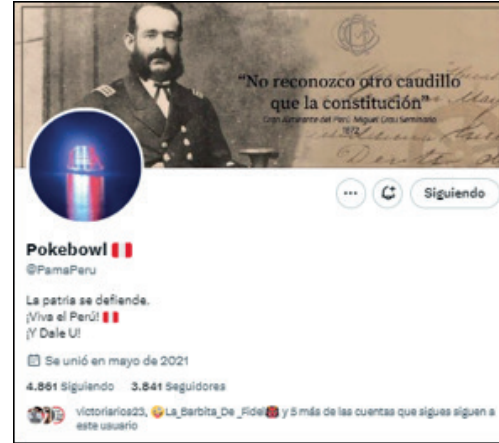 “No reconozco otro caudillo
que la constitución”
Gran Almirante del Perú Miguel Grau Seminario
1872
Siguiendo
Pokebowl
@PamaPeru
La patria se defiende.
¡Viva el Perú!
¡Y Dale U!
Se unió en mayo de 2021
4.861 Siguiendo 3.841 Seguidores
victoriarios23, La_Barbita_De_Fidel y 5 más de las cuentas que sigues siguen a
este usuario